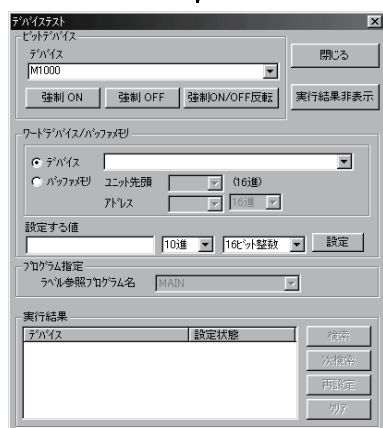 デバイステスト
ビットデバイス
デバイス
M1000
閉じる
強制 ON
強制 OFF
強制ON/OFF反転
実行結果非表示
ワードデバイス/バッファメモリ
デバイス
バッファメモリ
ユニット先頭
(16進)
アドレス
16進
設定する値
10進
16ビット整数
設定
プログラム指定
ラベル参照プログラム名
MAIN
実行結果
デバイス
設定状態
検索
次検索
再設定
クリア